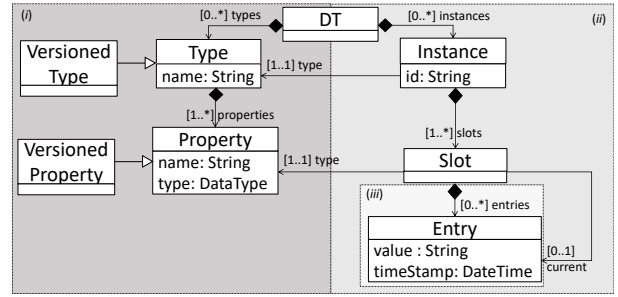 (i)
[0..*] types
DT
[0..*] instances
(ii)
Versioned
Type
Type
name: String
[1..1] type
Instance
id: String
[1..*] properties
[1..*] slots
Versioned
Property
Property
name: String
type: DataType
[1..1] type
Slot
(iii)
[0..*] entries
Entry
value : String
timeStamp: DateTime
[0..1]
current